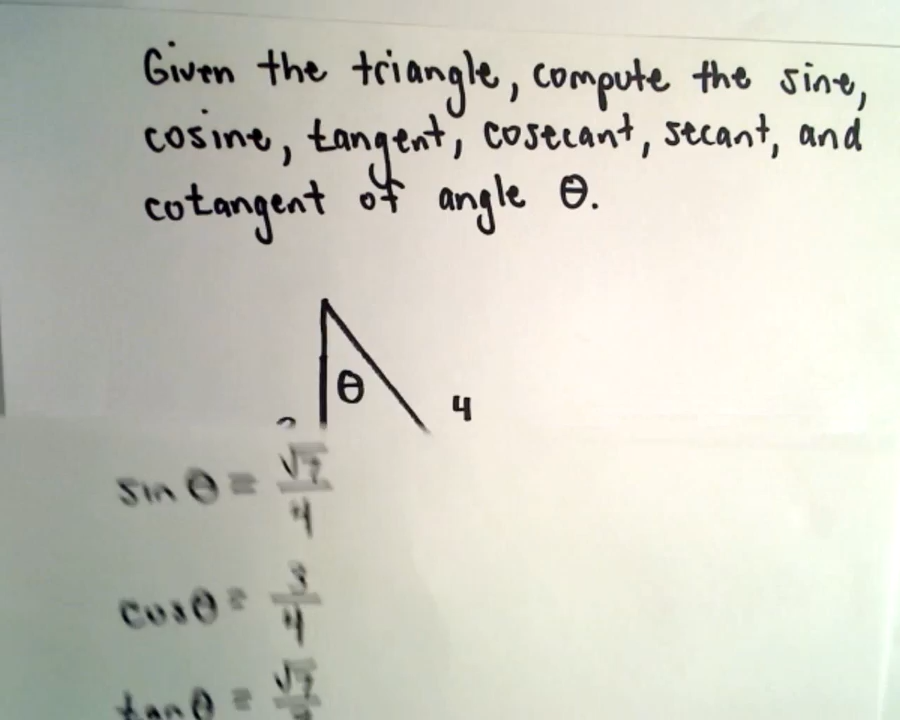 Given the triangle, compute the sine,
cosine, tangent, cosecant, secant, and
cotangent of angle θ.
θ
4
sin θ = √7/4
cos θ = 3/4
tan θ = √7